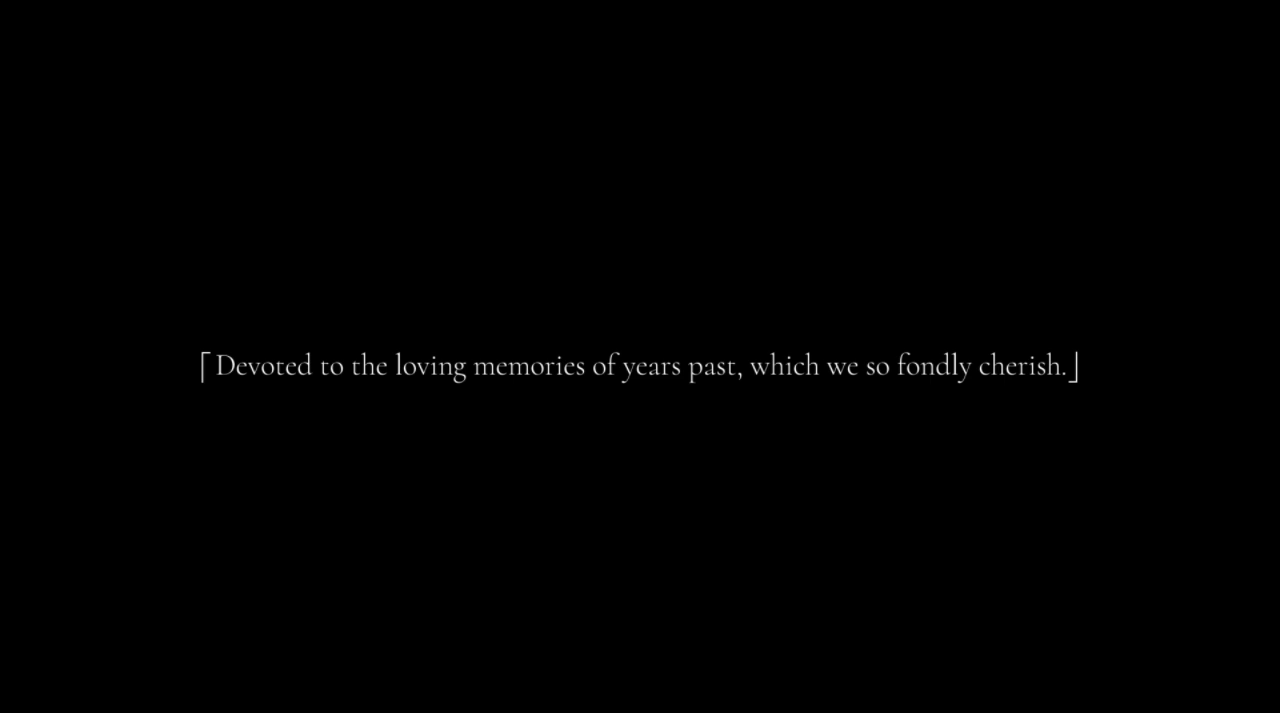 ⌈Devoted to the loving memories of years past, which we so fondly cherish.⌋